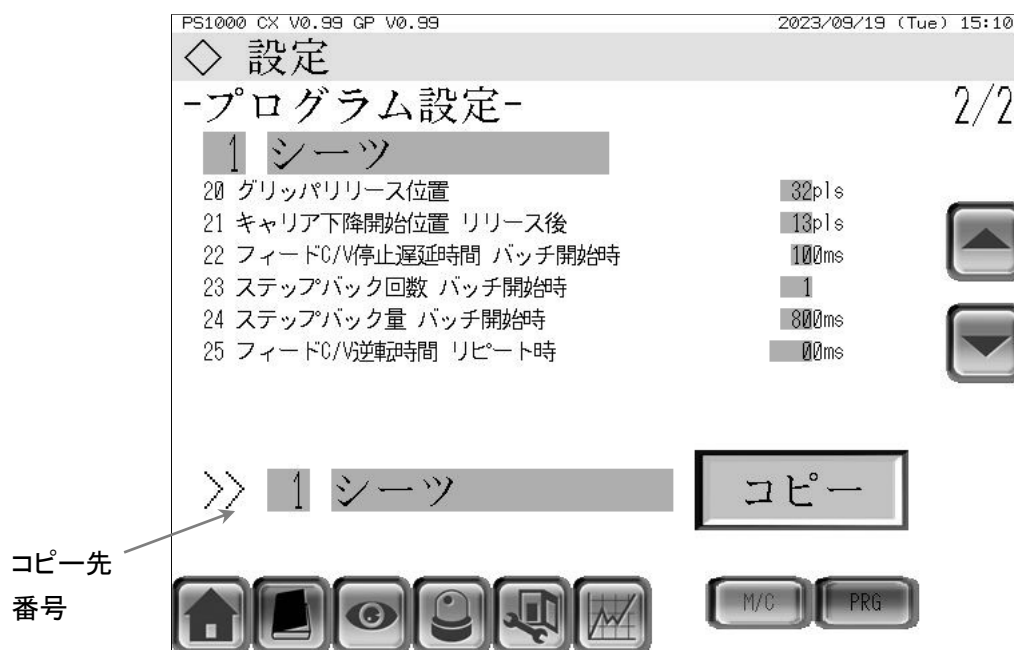 PS1000 CX V0.99 GP V0.99 2023/09/19 (Tue) 15:10
◇ 設定
-プログラム設定- 2/2
1 シーツ
20 グリッパリリース位置 32pls
21 キャリア下降開始位置 リリース後 13pls
22 フィードC/V停止遅延時間 バッチ開始時 100ms
23 ステップバック回数 バッチ開始時 1
24 ステップバック量 バッチ開始時 800ms
25 フィードC/V逆転時間 リピート時 00ms
>> 1 シーツ コピー
コピー先
番号
M/C PRG